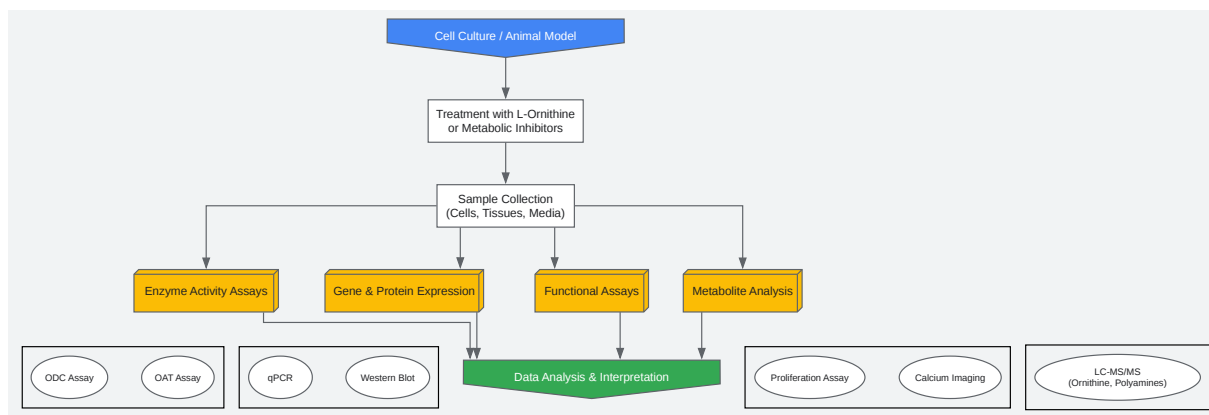 Cell Culture / Animal Model
Treatment with L-Ornithine
or Metabolic Inhibitors
Sample Collection
(Cells, Tissues, Media)
Enzyme Activity Assays
Gene & Protein Expression
Functional Assays
Metabolite Analysis
ODC Assay
OAT Assay
qPCR
Western Blot
Data Analysis & Interpretation
Proliferation Assay
Calcium Imaging
LC-MS/MS
(Ornithine, Polyamines)